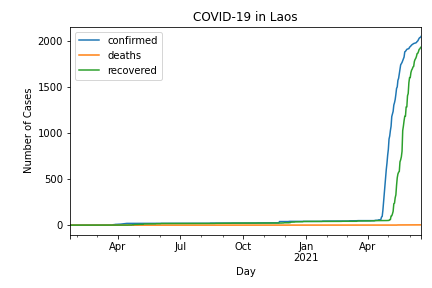 COVID-19 in Laos
confirmed
deaths
recovered
Number of Cases
2000
1500
1000
500
0
Apr
Jul
Oct
Jan
2021
Apr
Day